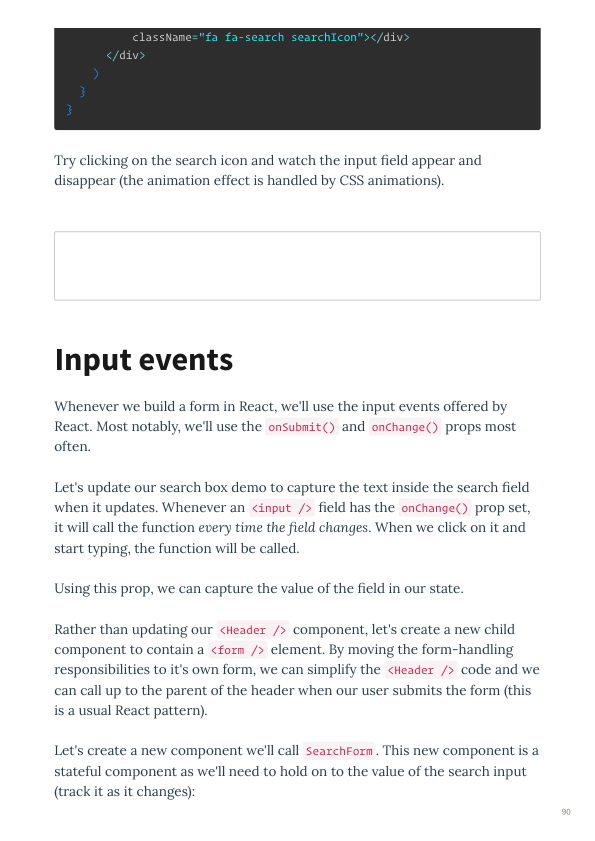 className="fa fa-search searchIcon"></div>
</div>
)
}
}
Try clicking on the search icon and watch the input field appear and
disappear (the animation effect is handled by CSS animations).
Input events
Whenever we build a form in React, we'll use the input events offered by
React. Most notably, we'll use the onSubmit() and onChange() props most
often.
Let's update our search box demo to capture the text inside the search field
when it updates. Whenever an <input /> field has the onChange() prop set,
it will call the function every time the field changes. When we click on it and
start typing, the function will be called.
Using this prop, we can capture the value of the field in our state.
Rather than updating our <Header /> component, let's create a new child
component to contain a <form /> element. By moving the form-handling
responsibilities to it's own form, we can simplify the <Header /> code and we
can call up to the parent of the header when our user submits the form (this
is a usual React pattern).
Let's create a new component we'll call SearchForm. This new component is a
stateful component as we'll need to hold on to the value of the search input
(track it as it changes):
90